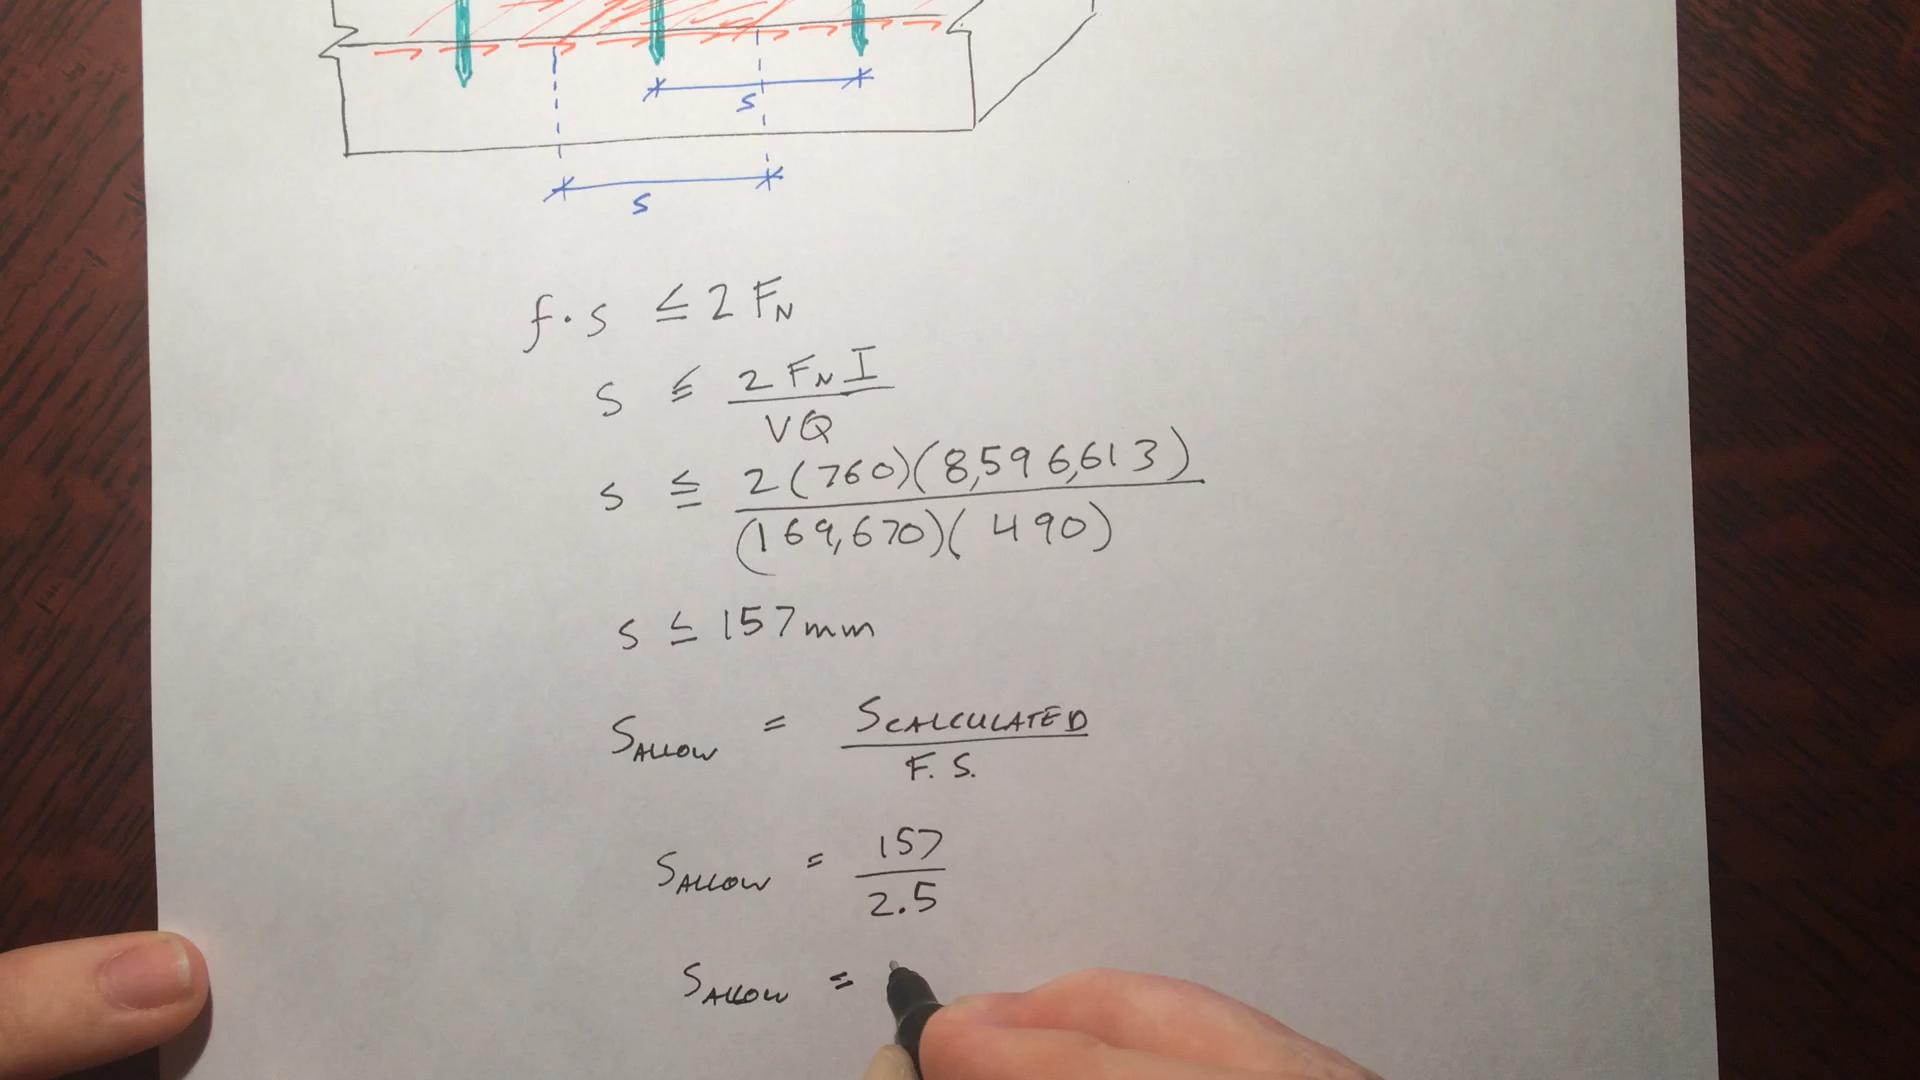 s
s
f·s ≤ 2 F_N
s ≤ 2 F_N I / VQ
s ≤ 2(760)(8,596,613) / (169,670)(490)
s ≤ 157mm
S_ALLOW = S_CALCULATED / F.S.
S_ALLOW = 157 / 2.5
S_ALLOW =